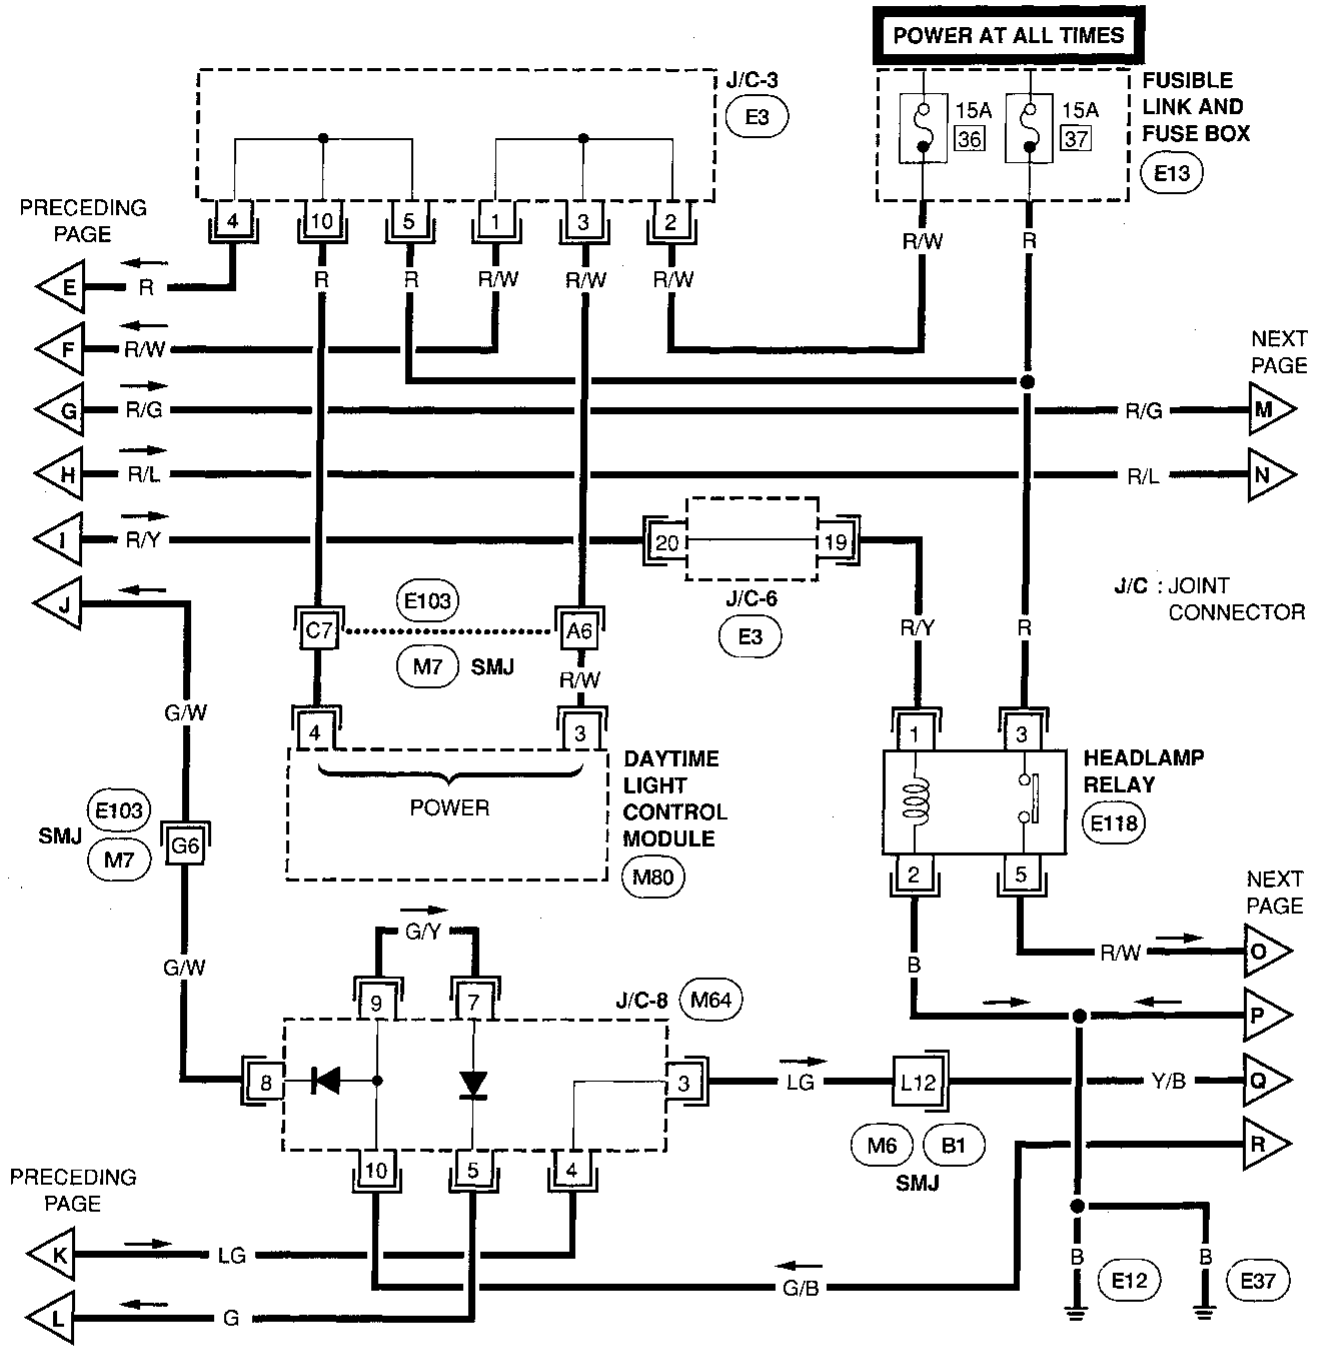 POWER AT ALL TIMES
J/C-3
E3
15A
36
15A
37
FUSIBLE
LINK AND
FUSE BOX
E13
PRECEDING
PAGE
4
10
5
1
3
2
R/W
R
E
R
R
R
R/W
R/W
R/W
F
R/W
NEXT
PAGE
G
R/G
R/G
M
H
R/L
R/L
N
I
R/Y
20
19
J/C-6
E3
J/C : JOINT
CONNECTOR
J
E103
C7
A6
M7
SMJ
R/Y
R
R/W
G/W
4
3
1
3
POWER
DAYTIME
LIGHT
CONTROL
MODULE
M80
HEADLAMP
RELAY
E118
E103
SMJ
M7
G6
2
5
NEXT
PAGE
G/Y
G/W
B
R/W
O
9
7
J/C-8
M64
P
8
3
LG
L12
Y/B
Q
M6
B1
SMJ
R
10
5
4
PRECEDING
PAGE
K
LG
B
E12
B
E37
G/B
L
G